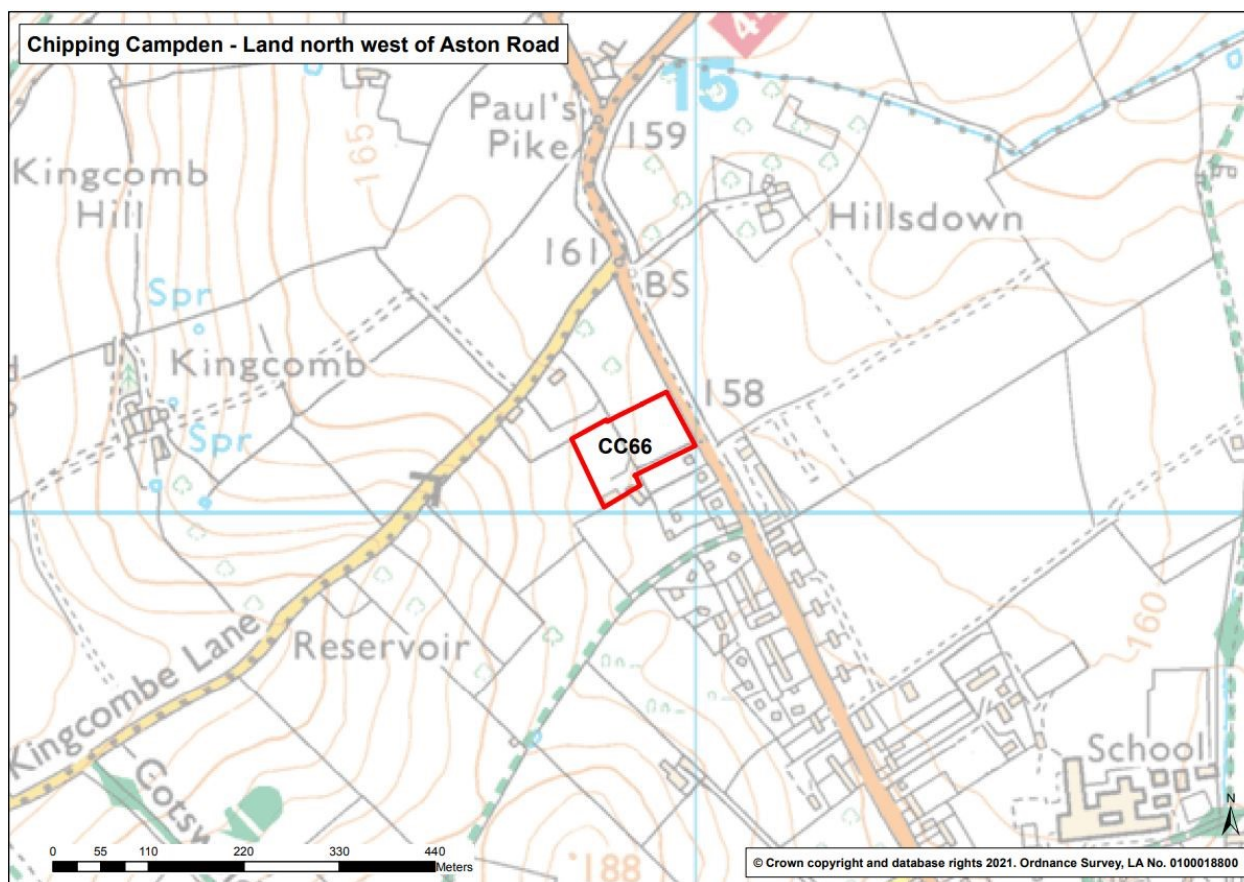 Chipping Campden - Land north west of Aston Road
15
Paul's
Pike
159
165
Kingcomb
Hill
Hillsdown
161
BS
Spr
Kingcomb
158
CC66
Spr
Reservoir
Kingcombe Lane
160
School
Cotsw
188
N
0 55 110 220 330 440
Meters
© Crown copyright and database rights 2021. Ordnance Survey, LA No. 0100018800